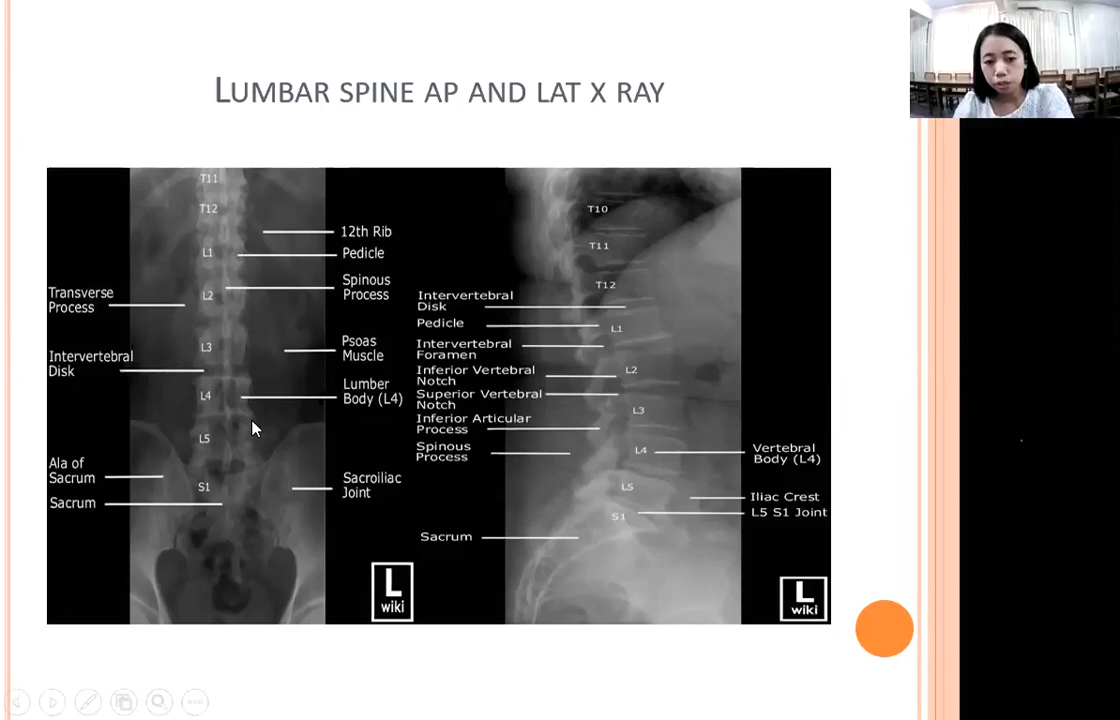 LUMBAR SPINE AP AND LAT X RAY
T11
T12
L1
L2
L3
L4
L5
S1
Transverse
Process
Intervertebral
Disk
Ala of
Sacrum
Sacrum
12th Rib
Pedicle
Spinous
Process
Psoas
Muscle
Lumber
Body (L4)
Sacroiliac
Joint
L
wiki
T10
T11
T12
L1
L2
L3
L4
L5
S1
Intervertebral
Disk
Pedicle
Intervertebral
Foramen
Inferior Vertebral
Notch
Superior Vertebral
Notch
Inferior Articular
Process
Spinous
Process
Sacrum
Vertebral
Body (L4)
Iliac Crest
L5 S1 Joint
L
wiki